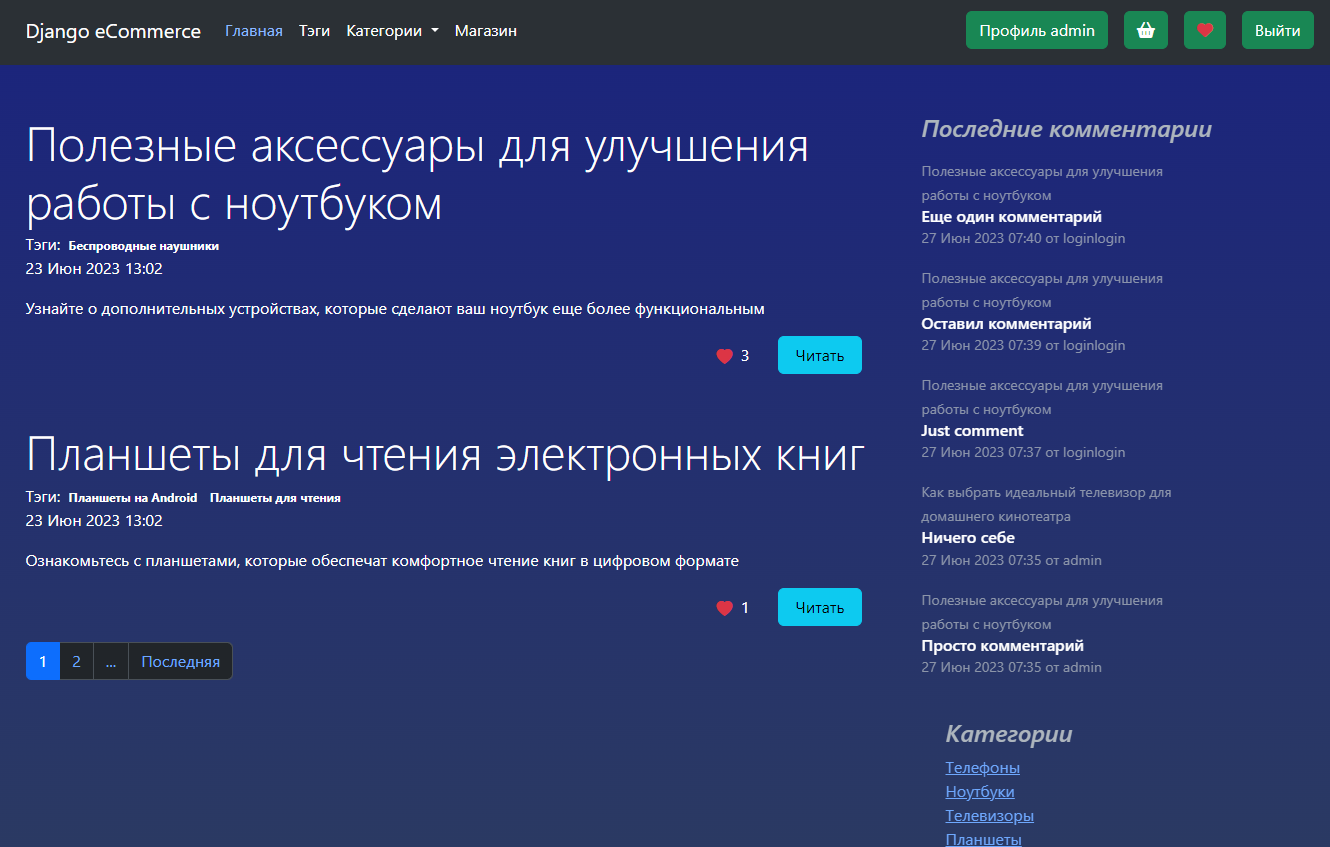 Django eCommerce Главная Тэги Категории Магазин Профиль admin Выйти
Полезные аксессуары для улучшения
работы с ноутбуком
Тэги: Беспроводные наушники
23 Июн 2023 13:02
Узнайте о дополнительных устройствах, которые сделают ваш ноутбук еще более функциональным
3 Читать
Планшеты для чтения электронных книг
Тэги: Планшеты на Android Планшеты для чтения
23 Июн 2023 13:02
Ознакомьтесь с планшетами, которые обеспечат комфортное чтение книг в цифровом формате
1 Читать
1 2 ... Последняя
Последние комментарии
Полезные аксессуары для улучшения
работы с ноутбуком
Еще один комментарий
27 Июн 2023 07:40 от loginlogin
Полезные аксессуары для улучшения
работы с ноутбуком
Оставил комментарий
27 Июн 2023 07:39 от loginlogin
Полезные аксессуары для улучшения
работы с ноутбуком
Just comment
27 Июн 2023 07:37 от loginlogin
Как выбрать идеальный телевизор для
домашнего кинотеатра
Ничего себе
27 Июн 2023 07:35 от admin
Полезные аксессуары для улучшения
работы с ноутбуком
Просто комментарий
27 Июн 2023 07:35 от admin
Категории
Телефоны
Ноутбуки
Телевизоры
Планшеты